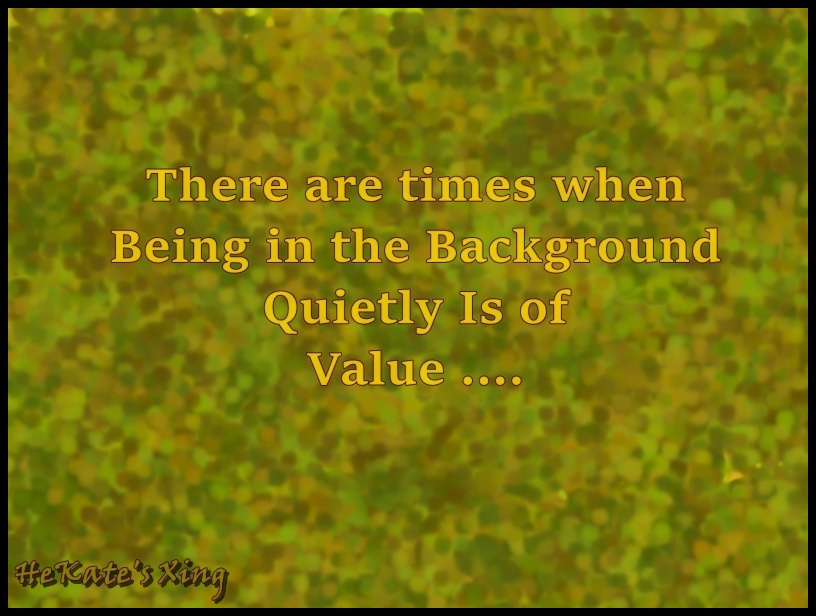 There are times when
Being in the Background
Quietly Is of
Value ....
HeKate's Xing